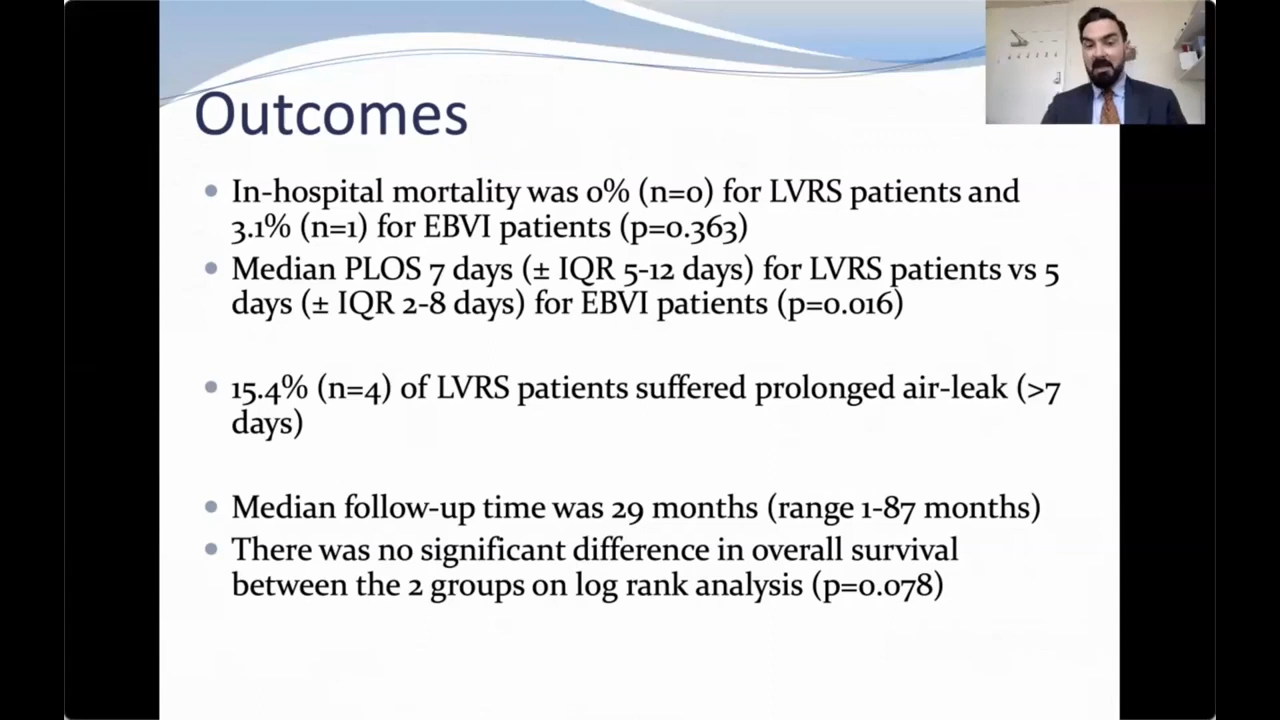 Outcomes
• In-hospital mortality was 0% (n=0) for LVRS patients and
3.1% (n=1) for EBVI patients (p=0.363)
• Median PLOS 7 days (± IQR 5-12 days) for LVRS patients vs 5
days (± IQR 2-8 days) for EBVI patients (p=0.016)
• 15.4% (n=4) of LVRS patients suffered prolonged air-leak (>7
days)
• Median follow-up time was 29 months (range 1-87 months)
• There was no significant difference in overall survival
between the 2 groups on log rank analysis (p=0.078)